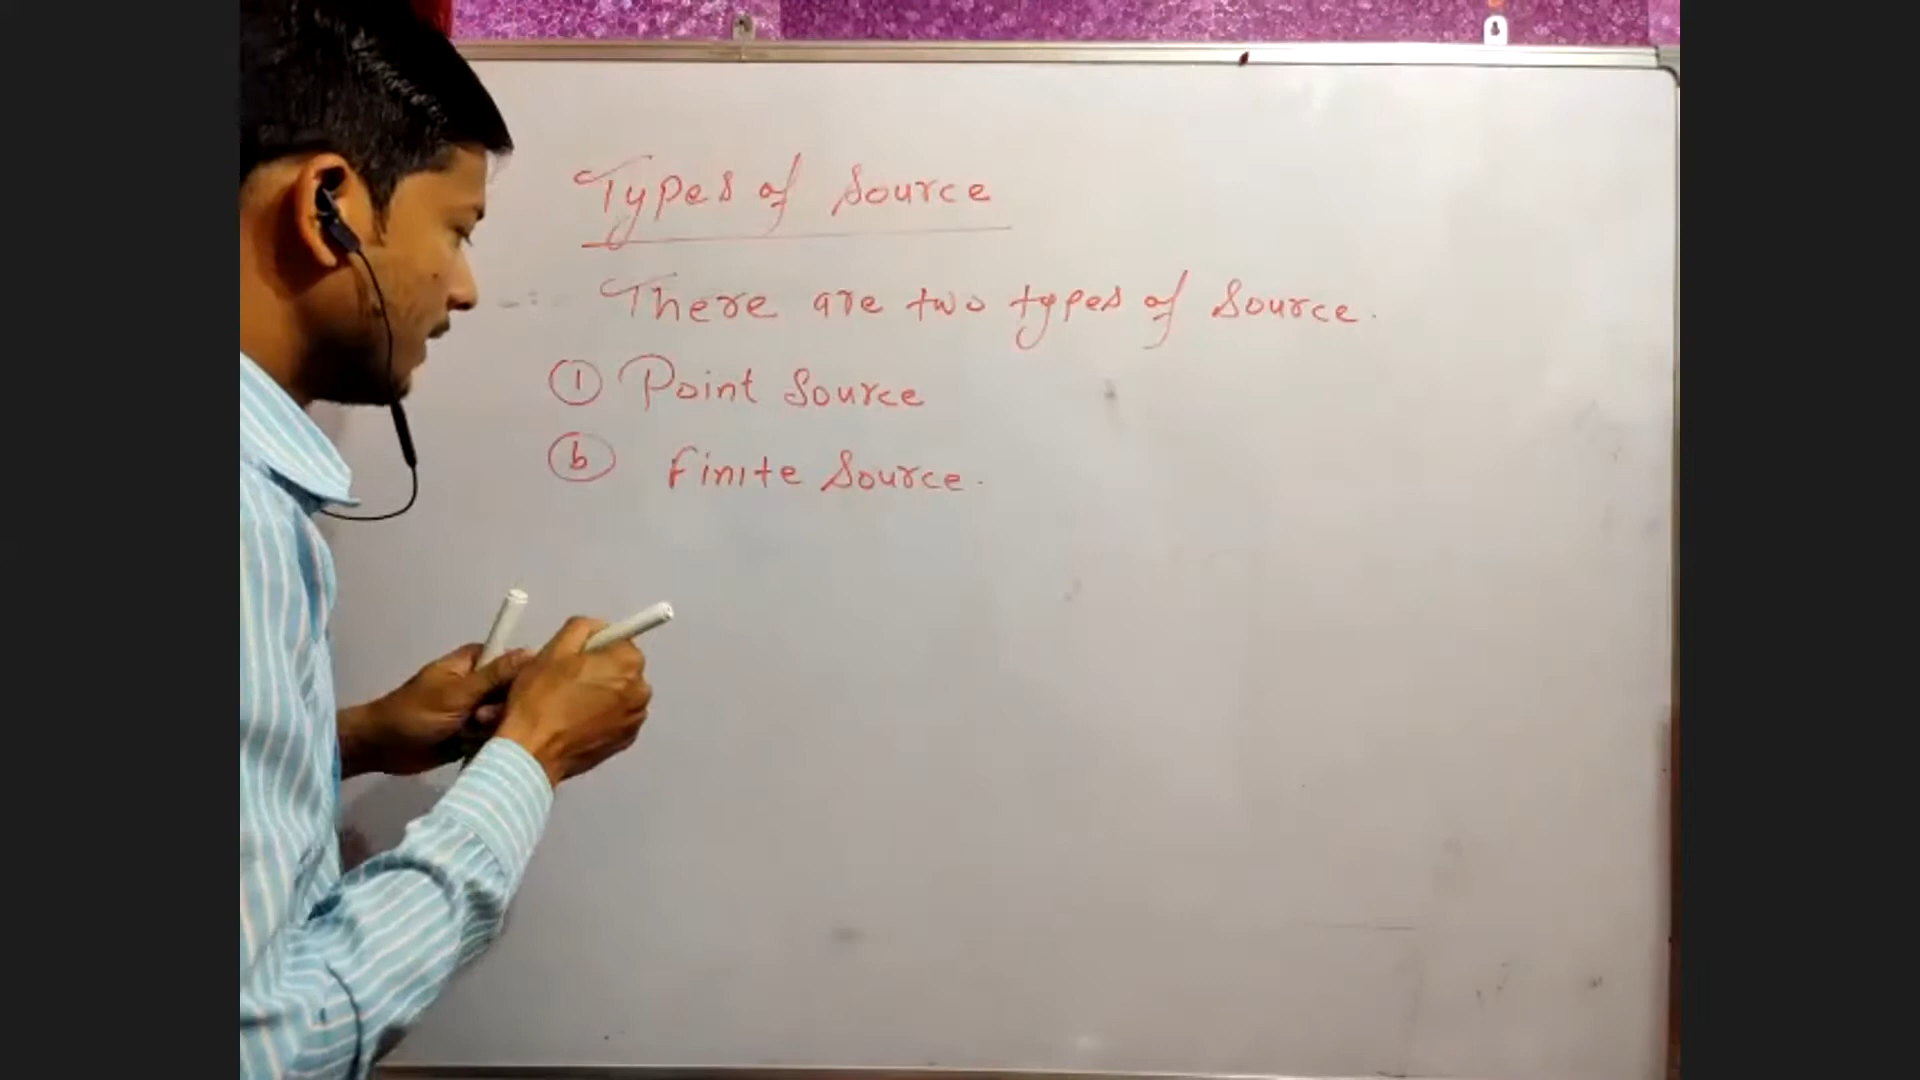 Types of Source
There are two types of Source.
① Point Source
ⓑ Finite Source.